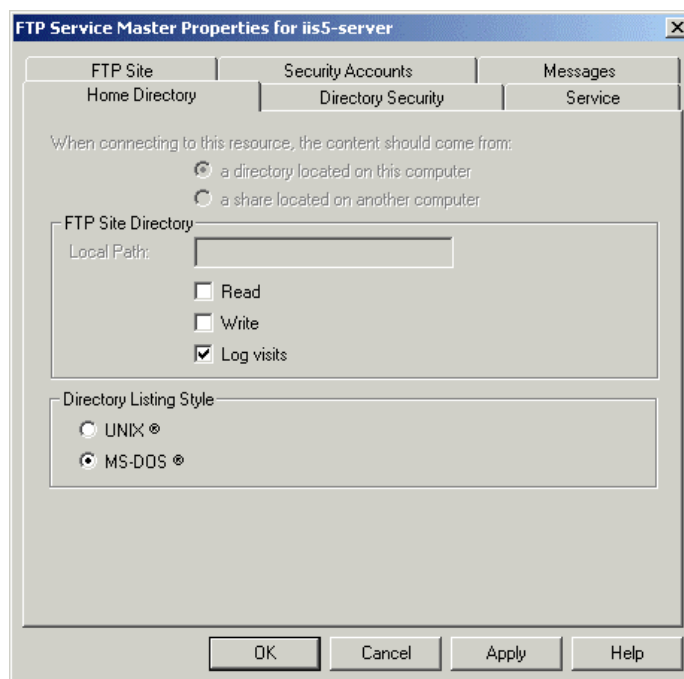 FTP Service Master Properties for iis5-server
FTP Site Security Accounts Messages
Home Directory Directory Security Service
When connecting to this resource, the content should come from:
a directory located on this computer
a share located on another computer
FTP Site Directory
Local Path:
Read
Write
Log visits
Directory Listing Style
UNIX ®
MS-DOS ®
OK Cancel Apply Help